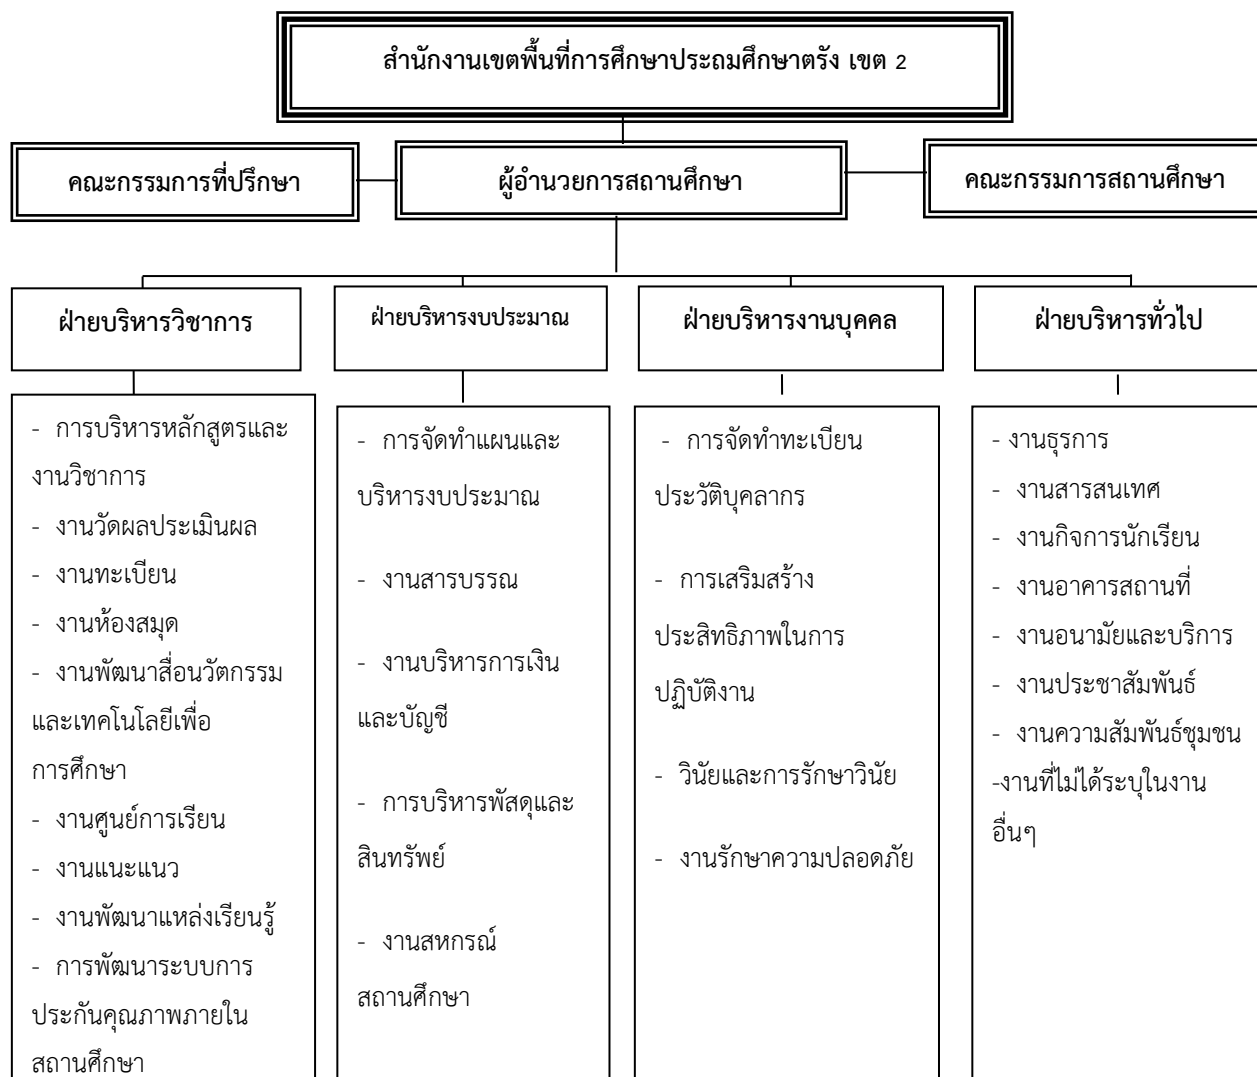 สำนักงานเขตพื้นที่การศึกษาประถมศึกษาตรัง เขต 2
คณะกรรมการที่ปรึกษา
ผู้อำนวยการสถานศึกษา
คณะกรรมการสถานศึกษา
ฝ่ายบริหารวิชาการ
ฝ่ายบริหารงบประมาณ
ฝ่ายบริหารงานบุคคล
ฝ่ายบริหารทั่วไป
- การบริหารหลักสูตรและ
งานวิชาการ
- งานวัดผลประเมินผล
- งานทะเบียน
- งานห้องสมุด
- งานพัฒนาสื่อนวัตกรรม
และเทคโนโลยีเพื่อ
การศึกษา
- งานศูนย์การเรียน
- งานแนะแนว
- งานพัฒนาแหล่งเรียนรู้
- การพัฒนาระบบการ
ประกันคุณภาพภายใน
สถานศึกษา
- การจัดทำแผนและ
บริหารงบประมาณ
- งานสารบรรณ
- งานบริหารการเงิน
และบัญชี
- การบริหารพัสดุและ
สินทรัพย์
- งานสหกรณ์
สถานศึกษา
- การจัดทำทะเบียน
ประวัติบุคลากร
- การเสริมสร้าง
ประสิทธิภาพในการ
ปฏิบัติงาน
- วินัยและการรักษาวินัย
- งานรักษาความปลอดภัย
- งานธุรการ
- งานสารสนเทศ
- งานกิจการนักเรียน
- งานอาคารสถานที่
- งานอนามัยและบริการ
- งานประชาสัมพันธ์
- งานความสัมพันธ์ชุมชน
-งานที่ไม่ได้ระบุในงาน
อื่นๆ